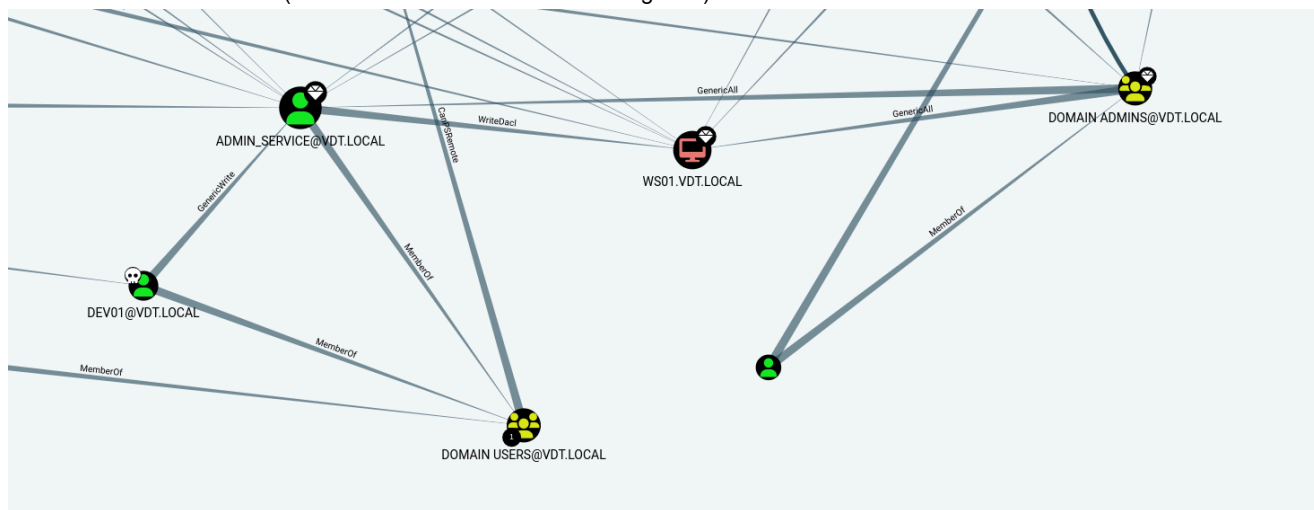 GenericAll
CanPSRemote
GenericAll
DOMAIN ADMINS@VDT.LOCAL
WriteDacl
ADMIN_SERVICE@VDT.LOCAL
WS01.VDT.LOCAL
GenericWrite
MemberOf
MemberOf
DEV01@VDT.LOCAL
MemberOf
MemberOf
1
DOMAIN USERS@VDT.LOCAL